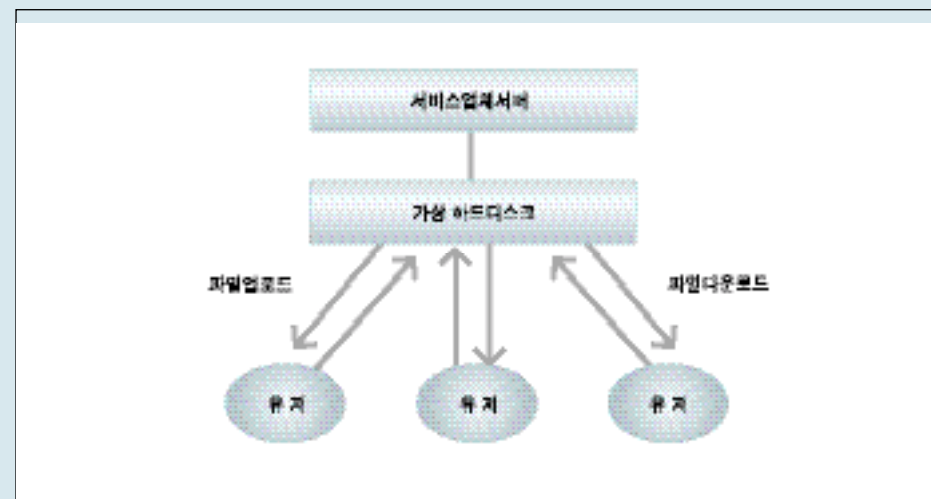 서비스업체서버
가상 하드디스크
파일업로드
파일다운로드
유 저
유 저
유 저